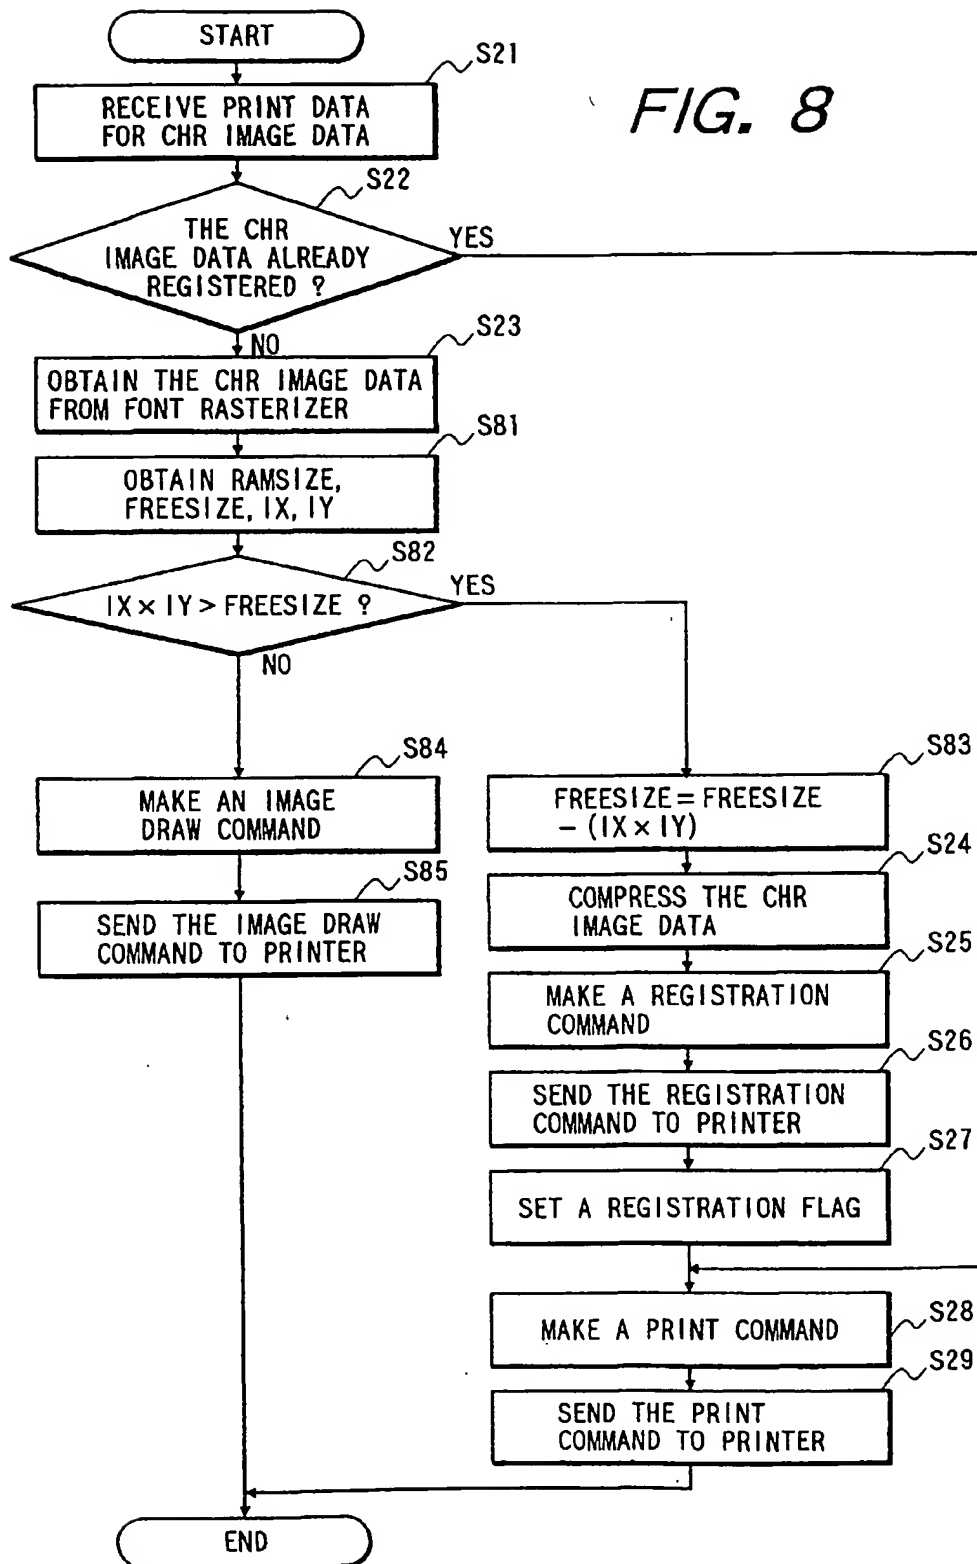 START
S21
FIG. 8
RECEIVE PRINT DATA
FOR CHR IMAGE DATA
S22
THE CHR
IMAGE DATA ALREADY
REGISTERED ?
YES
NO
S23
OBTAIN THE CHR IMAGE DATA
FROM FONT RASTERIZER
S81
OBTAIN RAMSIZE,
FREESIZE, IX, IY
S82
IX × IY > FREESIZE ?
YES
NO
S84
MAKE AN IMAGE
DRAW COMMAND
S85
SEND THE IMAGE DRAW
COMMAND TO PRINTER
S83
FREESIZE = FREESIZE
− (IX × IY)
S24
COMPRESS THE CHR
IMAGE DATA
S25
MAKE A REGISTRATION
COMMAND
S26
SEND THE REGISTRATION
COMMAND TO PRINTER
S27
SET A REGISTRATION FLAG
MAKE A PRINT COMMAND
S28
S29
SEND THE PRINT
COMMAND TO PRINTER
END